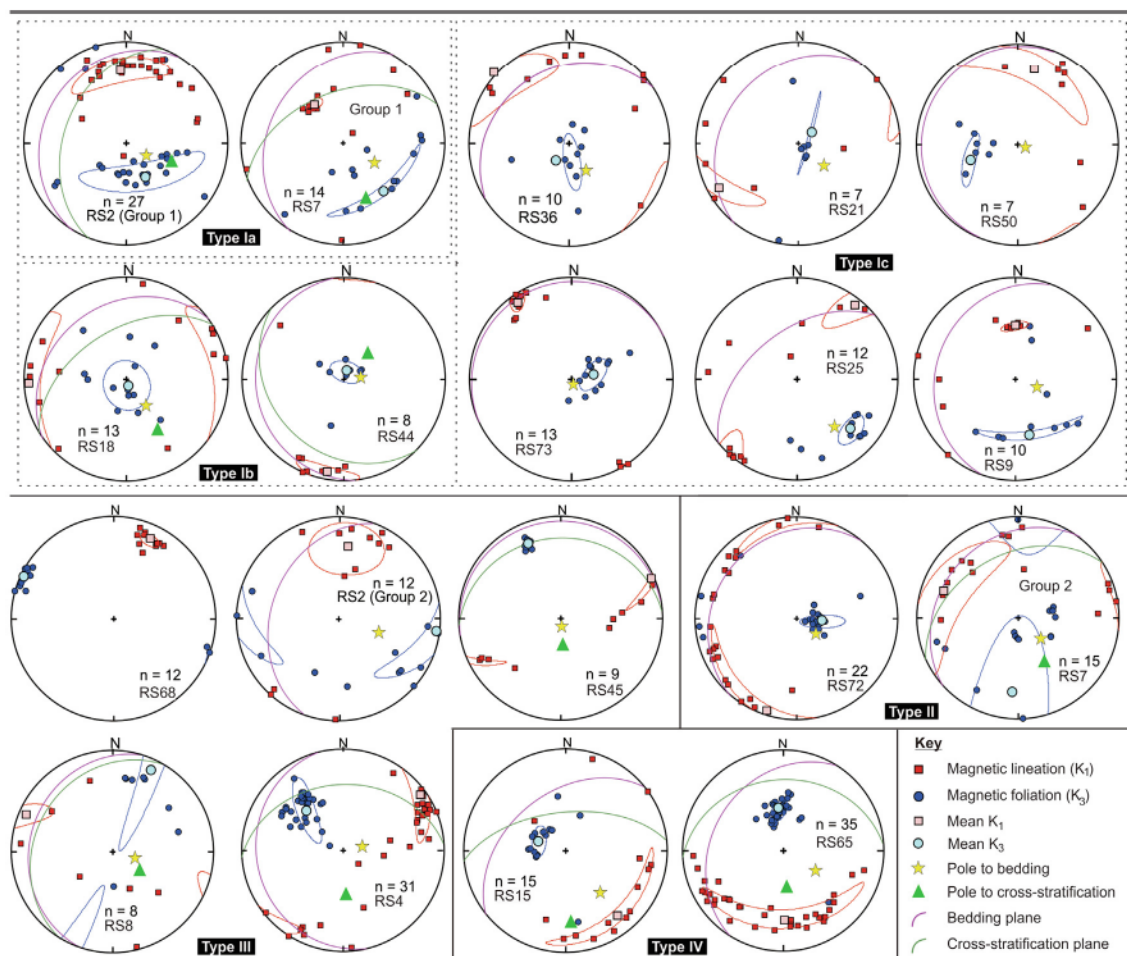 N
N
N
N
N
Group 1
n = 27
RS2 (Group 1)
n = 14
RS7
Type Ia
n = 10
RS36
n = 7
RS21
n = 7
RS50
Type Ic
N
N
N
N
N
n = 13
RS18
n = 8
RS44
Type Ib
n = 13
RS73
n = 12
RS25
n = 10
RS9
N
N
N
N
N
n = 12
RS68
n = 12
RS2 (Group 2)
n = 9
RS45
n = 22
RS72
Group 2
n = 15
RS7
Type II
N
N
N
N
n = 8
RS8
n = 31
RS4
Type III
n = 15
RS15
n = 35
RS65
Type IV
Key
Magnetic lineation (K1)
Magnetic foliation (K3)
Mean K1
Mean K3
Pole to bedding
Pole to cross-stratification
Bedding plane
Cross-stratification plane